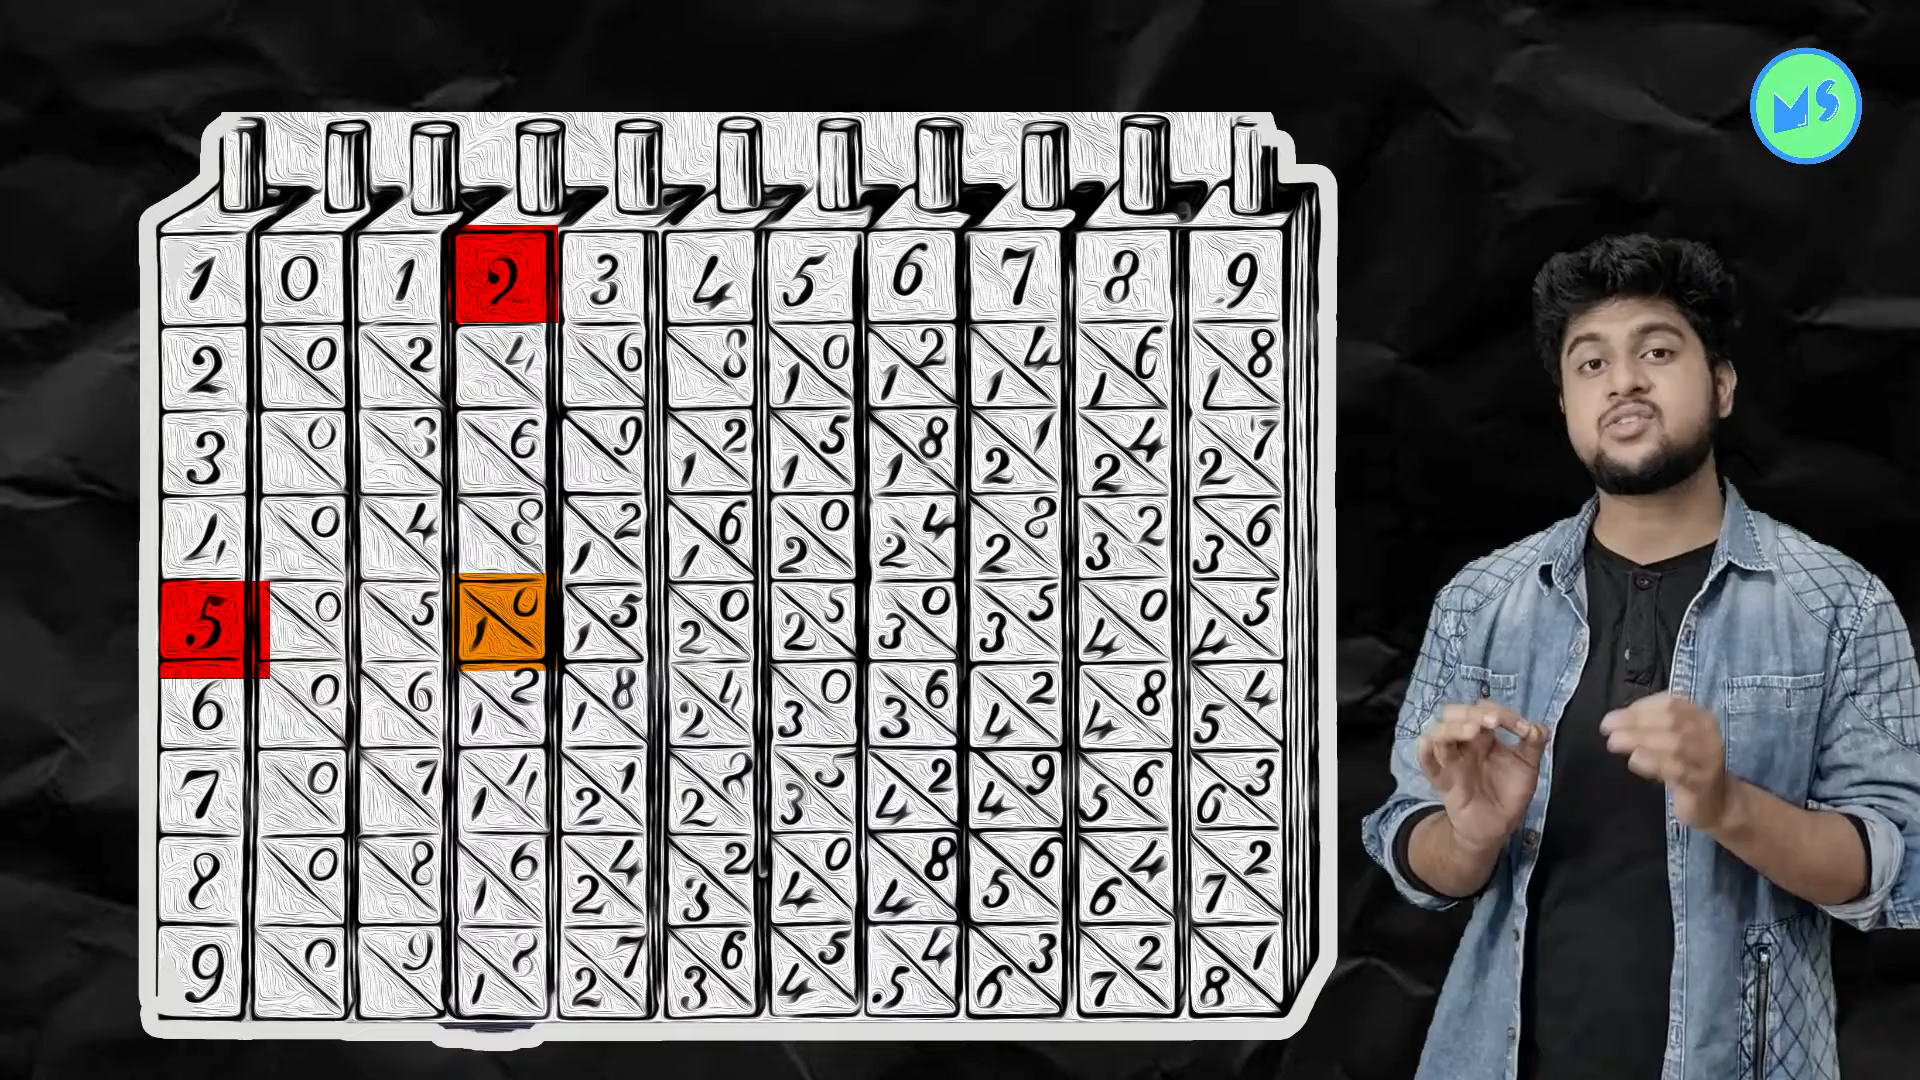 MS
1 0 1 2 3 4 5 6 7 8 9
2 0 2 4 6 8 10 12 14 16 18
3 0 3 6 9 12 15 18 21 24 27
4 0 4 8 12 16 20 24 28 32 36
5 0 5 10 15 20 25 30 35 40 45
6 0 6 12 18 24 30 36 42 48 54
7 0 7 14 21 28 35 42 49 56 63
8 0 8 16 24 32 40 48 56 64 72
9 0 9 18 27 36 45 54 63 72 81